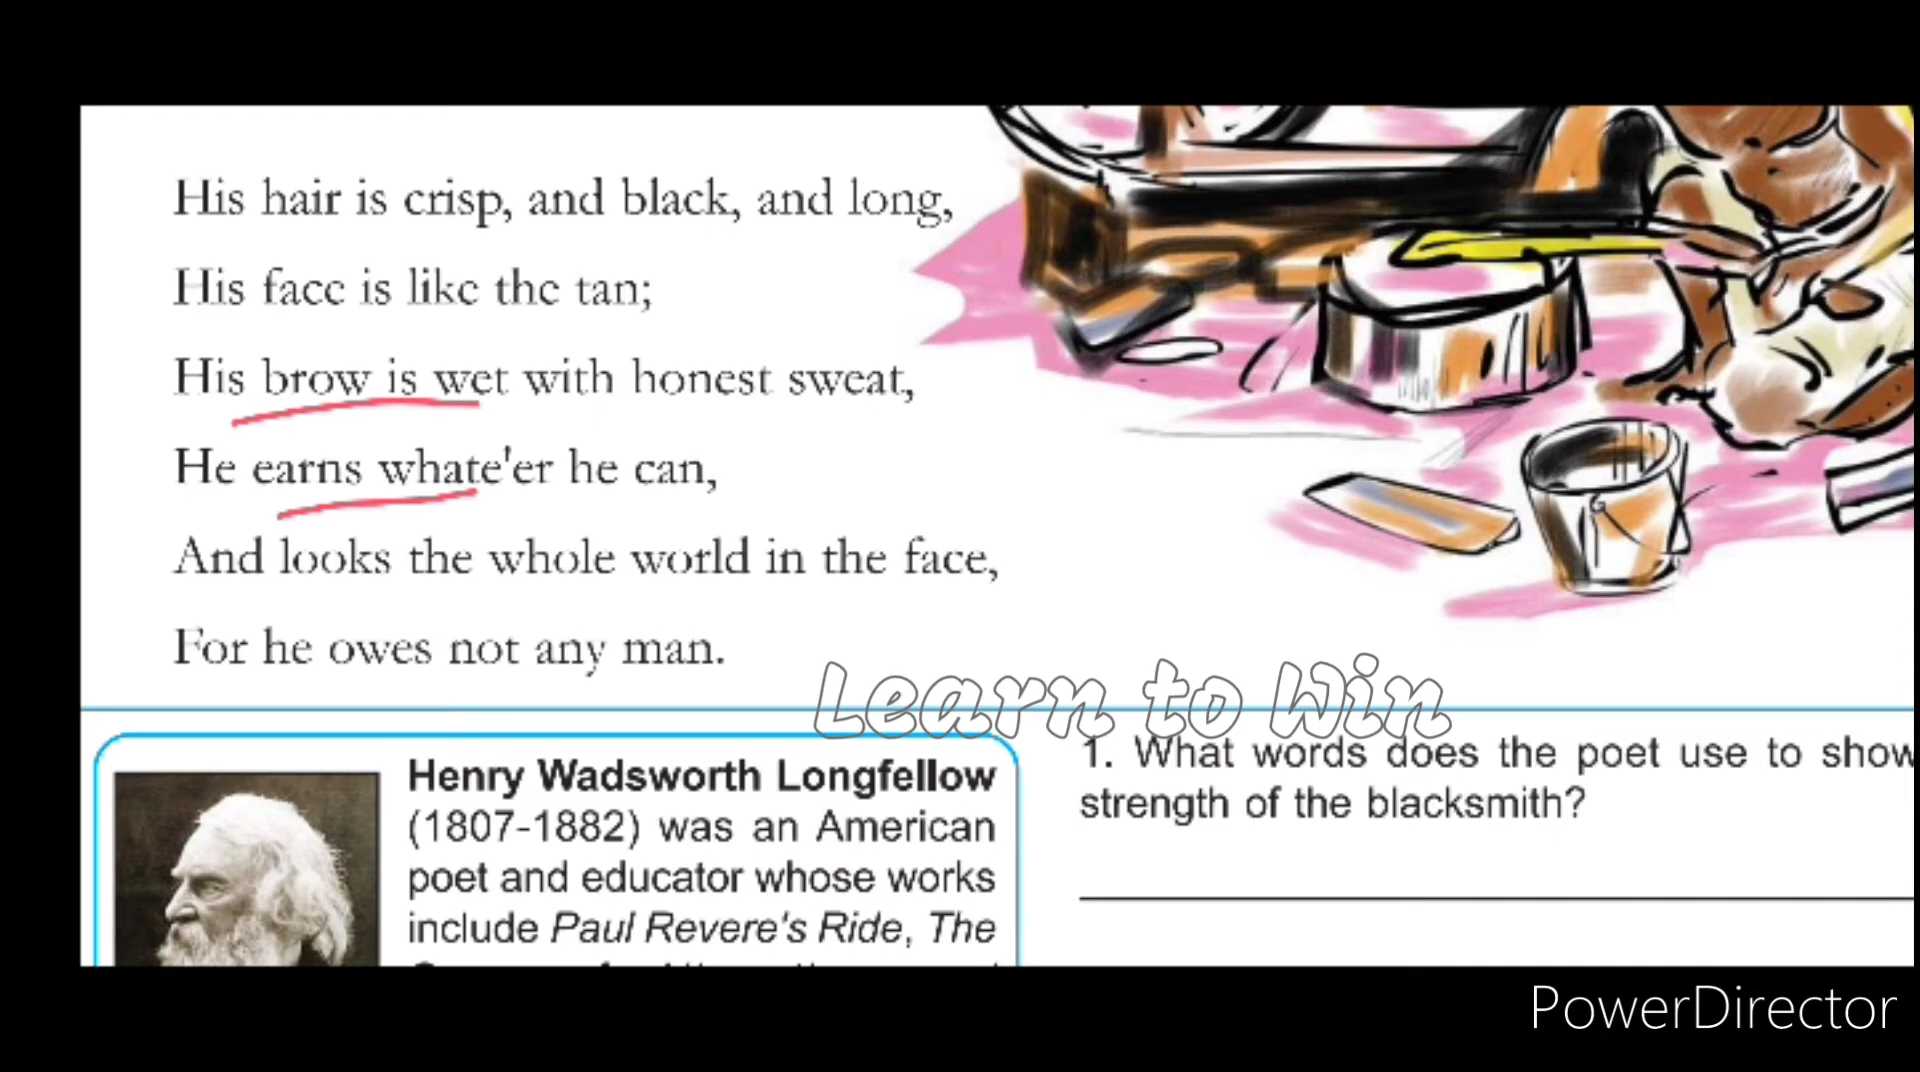 His hair is crisp, and black, and long,
His face is like the tan;
His brow is wet with honest sweat,
He earns whate'er he can,
And looks the whole world in the face,
For he owes not any man.
Learn to Win
Henry Wadsworth Longfellow
(1807-1882) was an American
poet and educator whose works
include Paul Revere's Ride, The
1. What words does the poet use to show
strength of the blacksmith?
PowerDirector